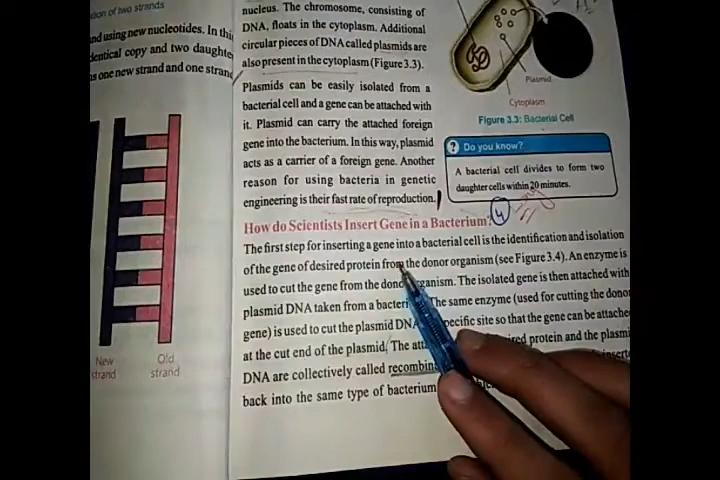 ion of two strands
nd using new nucleotides. In thi
dentical copy and two daughte
s one new strand and one strand
New
strand
Old
strand
nucleus. The chromosome, consisting of
DNA, floats in the cytoplasm. Additional
circular pieces of DNA called plasmids are
also present in the cytoplasm (Figure 3.3).
Plasmids can be easily isolated from a
bacterial cell and a gene can be attached with
it. Plasmid can carry the attached foreign
gene into the bacterium. In this way, plasmid
acts as a carrier of a foreign gene. Another
reason for using bacteria in genetic
engineering is their fast rate of reproduction.
Plasmid
Cytoplasm
Figure 3.3: Bacterial Cell
? Do you know?
A bacterial cell divides to form two
daughter cells within 20 minutes.
How do Scientists Insert Gene in a Bacterium? 4
The first step for inserting a gene into a bacterial cell is the identification and isolation
of the gene of desired protein from the donor organism (see Figure 3.4). An enzyme is
used to cut the gene from the dono ganism. The isolated gene is then attached with
plasmid DNA taken from a bacteri The same enzyme (used for cutting the dono
gene) is used to cut the plasmid DNA pecific site so that the gene can be attache
at the cut end of the plasmid. The atta ired protein and the plasmi
DNA are collectively called recombin inserte
back into the same type of bacterium